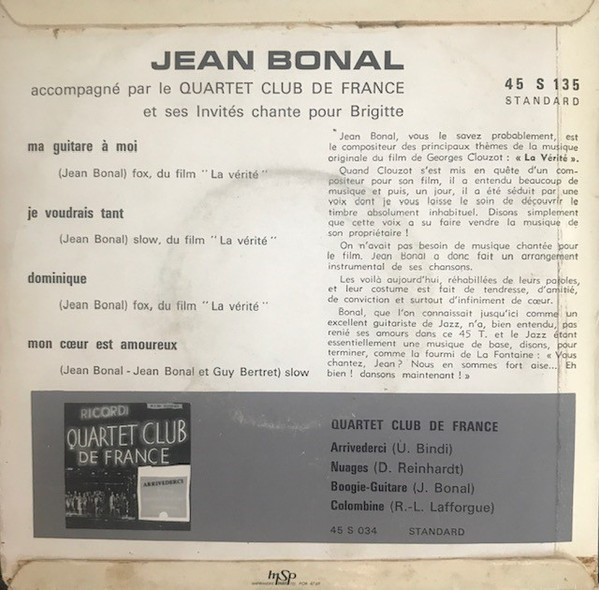 JEAN BONAL
accompagné par le QUARTET CLUB DE FRANCE
et ses Invités chante pour Brigitte
45 S 135
STANDARD
ma guitare à moi
(Jean Bonal) fox, du film "La vérité"
je voudrais tant
(Jean Bonal) slow, du film "La vérité"
dominique
(Jean Bonal) fox, du film "La vérité"
mon cœur est amoureux
(Jean Bonal - Jean Bonal et Guy Bertret) slow
Jean Bonal, vous le savez probablement, est
le compositeur des principaux thèmes de la musique
originale du film de Georges Clouzot : « La Vérité ».
Quand Clouzot s'est mis en quête d'un com-
positeur pour son film, il a entendu beaucoup de
musique et puis, un jour, il a été séduit par une
voix dont je vous laisse le soin de découvrir le
timbre absolument inhabituel. Disons simplement
que cette voix a su faire vendre la musique de
son propriétaire !
On n'avait pas besoin de musique chantée pour
le film. Jean Bonal a donc fait un arrangement
instrumental de ses chansons.
Les voilà aujourd'hui, réhabillées de leurs paroles,
et leur costume est fait de tendresse, d'amitié,
de conviction et surtout d'infiniment de cœur.
Bonal, que l'on connaissait jusqu'ici comme un
excellent guitariste de Jazz, n'a, bien entendu, pas
renié ses amours dans ce 45 T. et le Jazz étant
essentiellement une musique de base, disons, pour
terminer, comme la fourmi de La Fontaine : « Vous
chantez, Jean ? Nous en sommes fort aise... Eh
bien ! dansons maintenant ! »
RICORDI
QUARTET CLUB
DE FRANCE
ARRIVEDERCI
QUARTET CLUB DE FRANCE
Arrivederci (U. Bindi)
Nuages (D. Reinhardt)
Boogie-Guitare (J. Bonal)
Colombine (R.-L. Lafforgue)
45 S 034 STANDARD